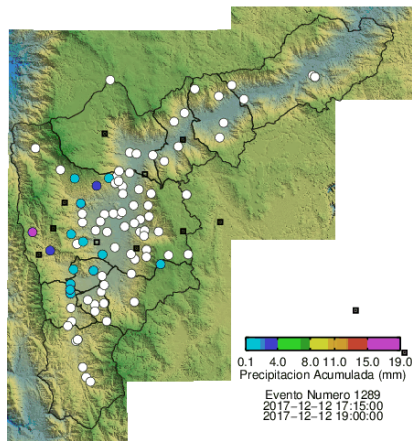 0.1 4.0 8.0 11.0 15.0 19.0
Precipitacion Acumulada (mm)
Evento Numero 1289
2017-12-12 17:15:00
2017-12-12 19:00:00